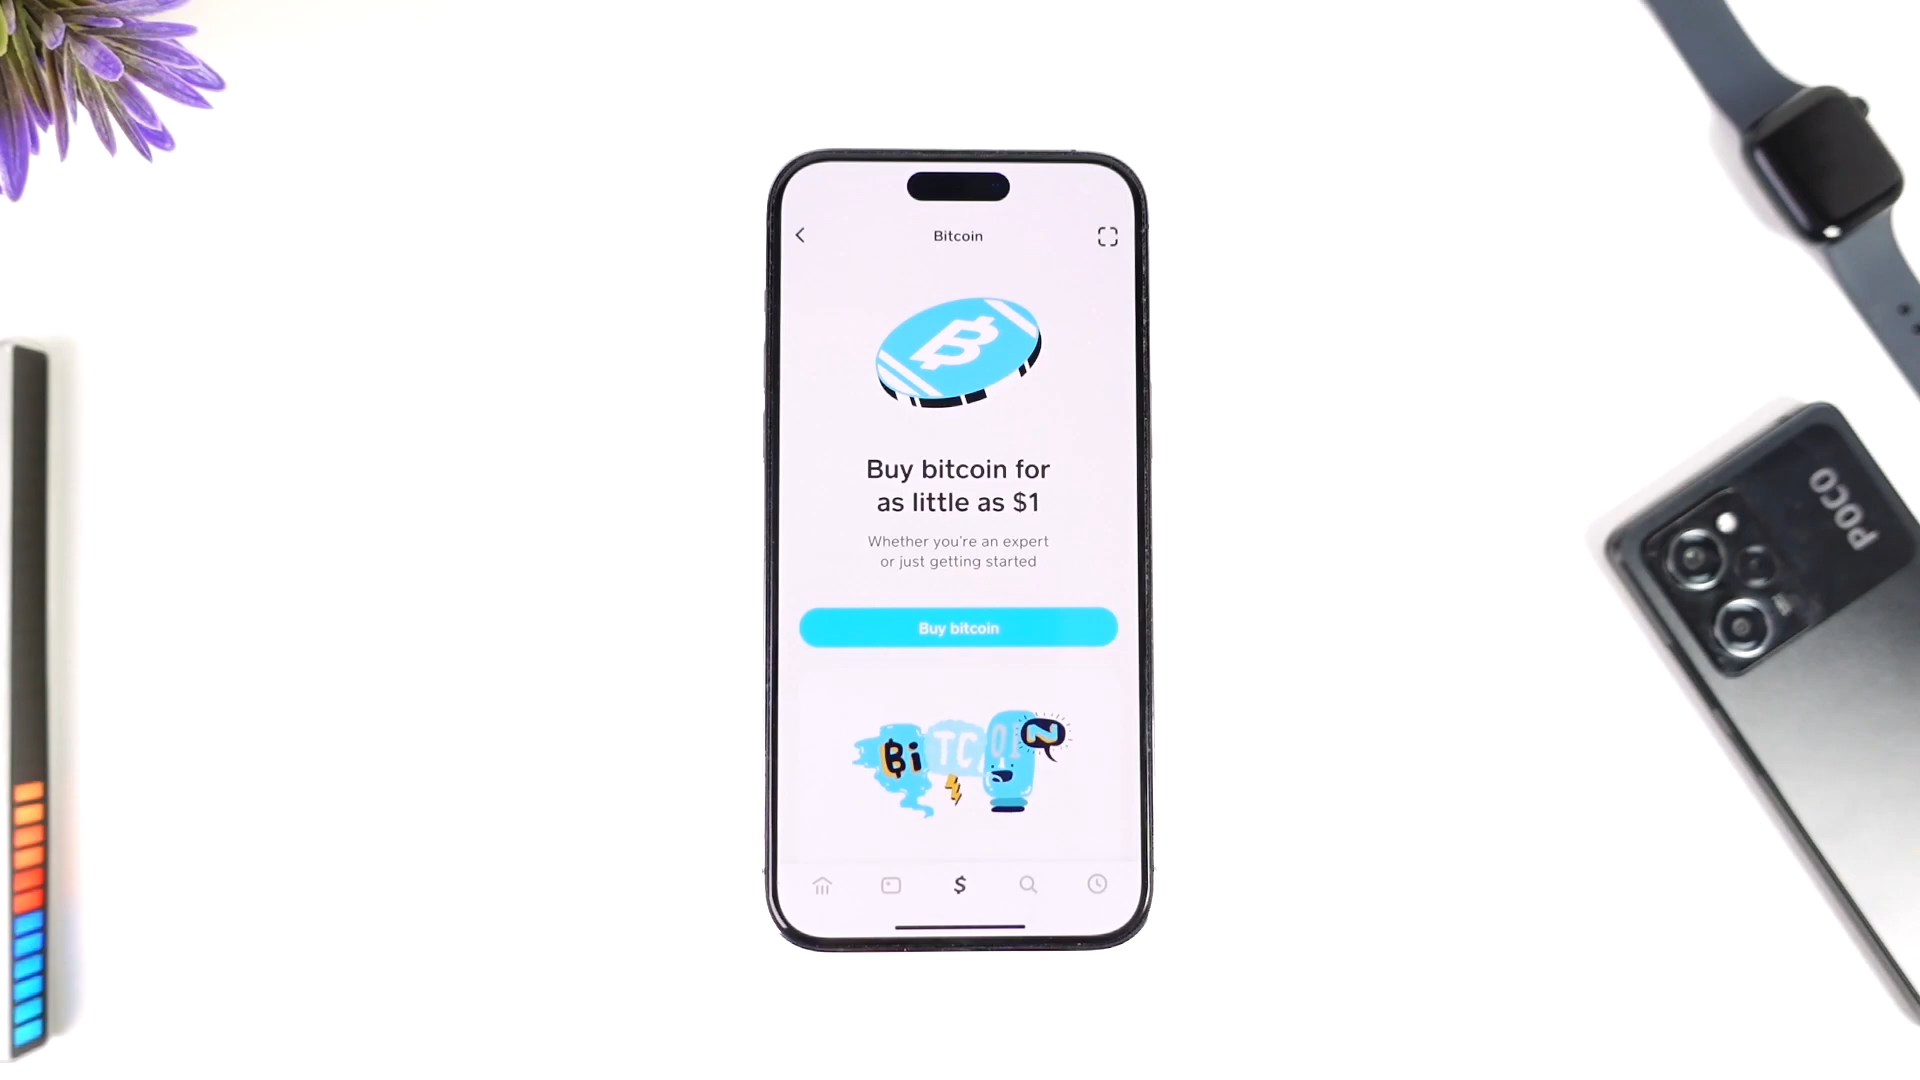 Bitcoin
Buy bitcoin for
as little as $1
Whether you're an expert
or just getting started
Buy bitcoin
BiTCOIN
$
POCO